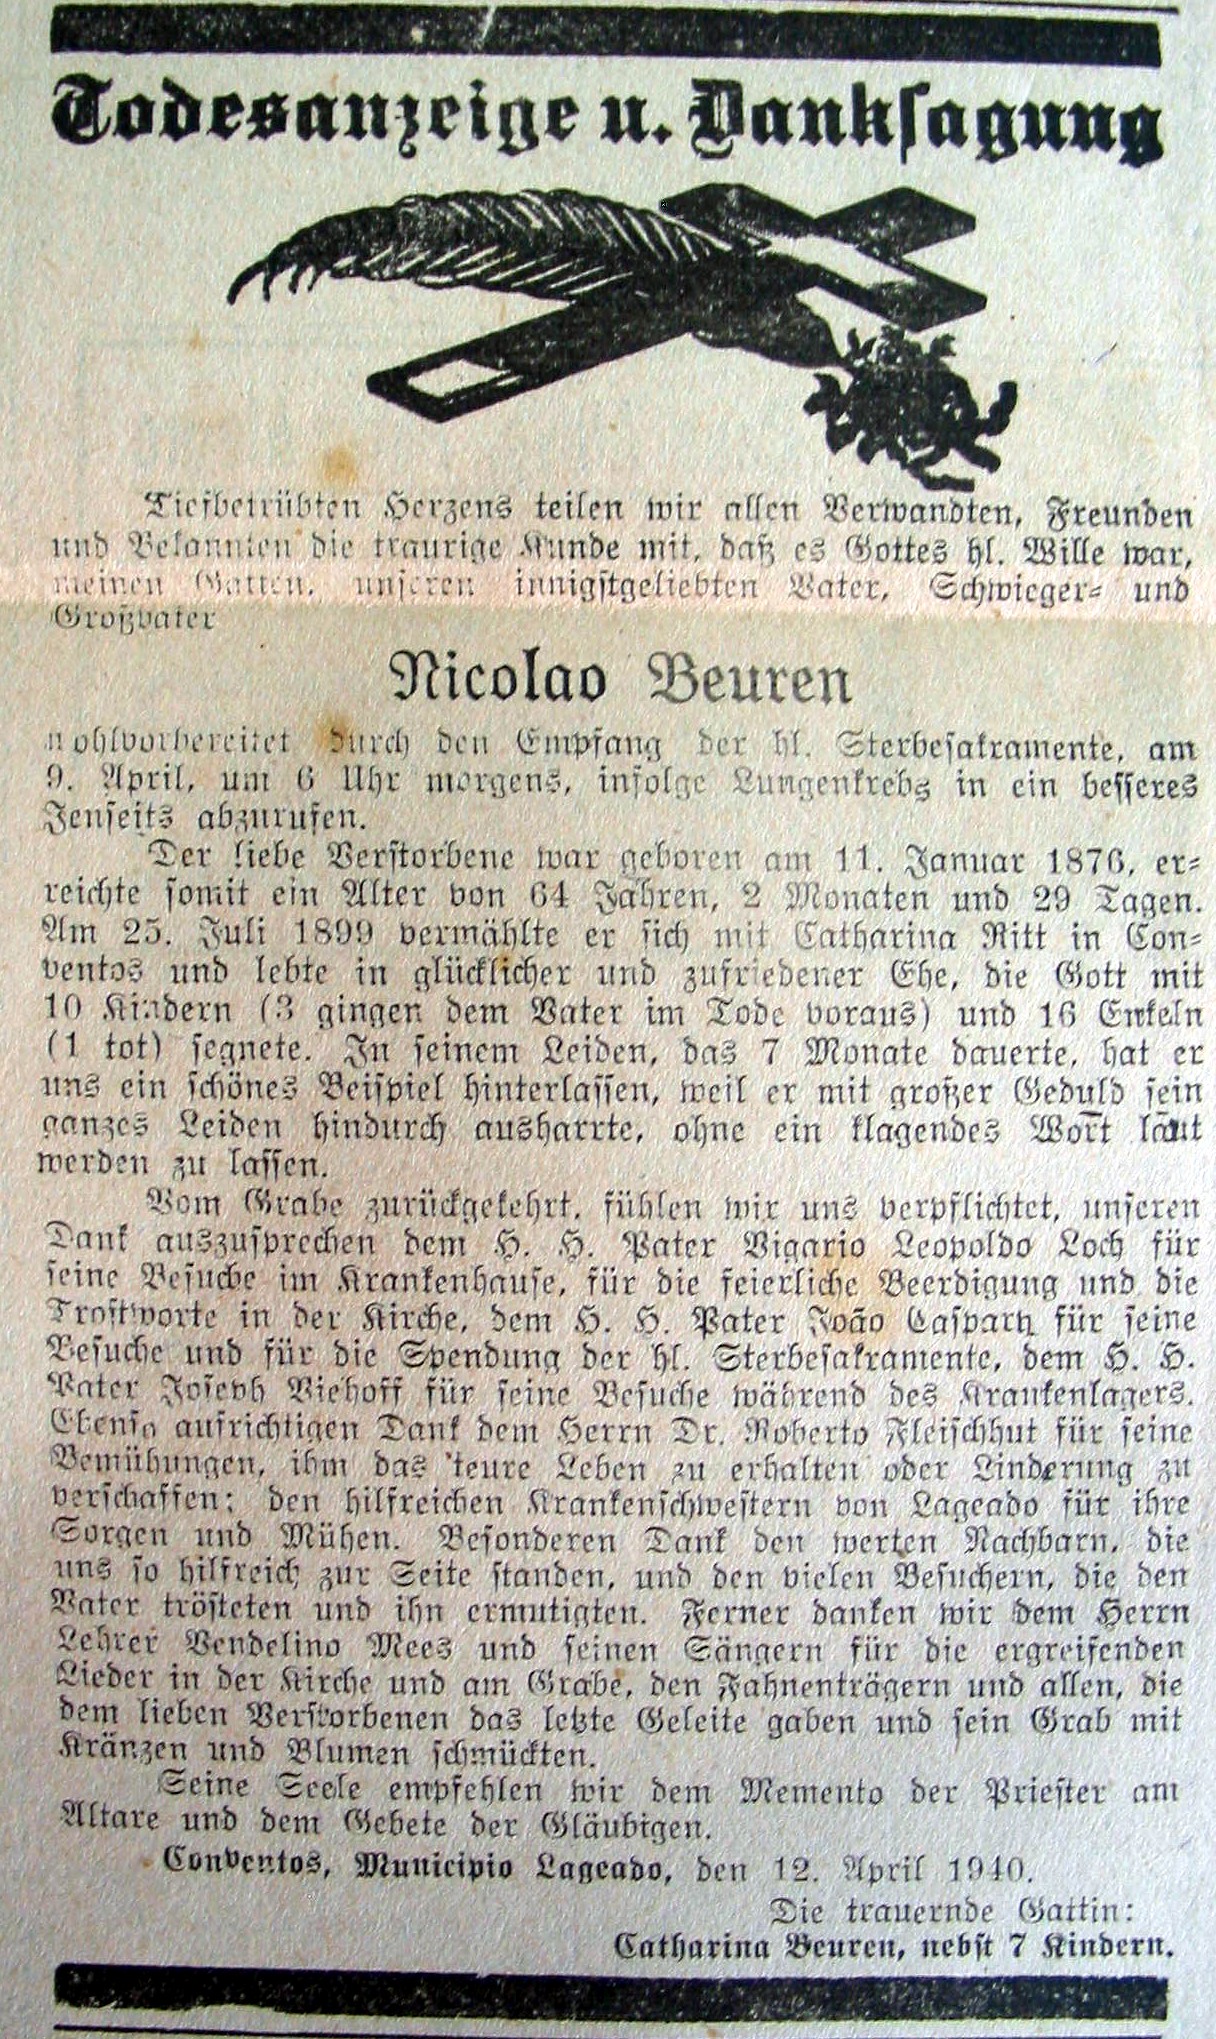 Todesanzeige u. Danksagung
Tiefbetrübten Herzens teilen wir allen Verwandten, Freunden
und Bekannten die traurige Kunde mit, daß es Gottes hl. Wille war,
meinen Gatten, unseren innigstgeliebten Vater, Schwieger- und
Großvater
Nicolao Beuren
wohlvorbereitet durch den Empfang der hl. Sterbesakramente, am
9. April, um 6 Uhr morgens, infolge Lungenkrebs in ein besseres
Jenseits abzurufen.
Der liebe Verstorbene war geboren am 11. Januar 1876, er-
reichte somit ein Alter von 64 Jahren, 2 Monaten und 29 Tagen.
Am 25. Juli 1899 vermählte er sich mit Catharina Ritt in Con-
ventos und lebte in glücklicher und zufriedener Ehe, die Gott mit
10 Kindern (3 gingen dem Vater im Tode voraus) und 16 Enkeln
(1 tot) segnete. In seinem Leiden, das 7 Monate dauerte, hat er
uns ein schönes Beispiel hinterlassen, weil er mit großer Geduld sein
ganzes Leiden hindurch ausharrte, ohne ein klagendes Wort laut
werden zu lassen.
Vom Grabe zurückgekehrt, fühlen wir uns verpflichtet, unseren
Dank auszusprechen dem H. H. Pater Vigario Leopoldo Loch für
seine Besuche im Krankenhause, für die feierliche Beerdigung und die
Trostworte in der Kirche, dem H. H. Pater João Caspary für seine
Besuche und für die Spendung der hl. Sterbesakramente, dem H. H.
Pater Joseph Viehoff für seine Besuche während des Krankenlagers.
Ebenso aufrichtigen Dank dem Herrn Dr. Roberto Fleischhut für seine
Bemühungen, ihm das teure Leben zu erhalten oder Linderung zu
verschaffen; den hilfreichen Krankenschwestern von Lageado für ihre
Sorgen und Mühen. Besonderen Dank den werten Nachbarn, die
uns so hilfreich zur Seite standen, und den vielen Besuchern, die den
Vater trösteten und ihn ermutigten. Ferner danken wir dem Herrn
Lehrer Vendelino Mees und seinen Sängern für die ergreifenden
Lieder in der Kirche und am Grabe, den Fahnenträgern und allen, die
dem lieben Verstorbenen das letzte Geleite gaben und sein Grab mit
Kränzen und Blumen schmückten.
Seine Seele empfehlen wir dem Memento der Priester am
Altare und dem Gebete der Gläubigen.
Conventos, Municipio Lageado, den 12. April 1940.
Die trauernde Gattin:
Catharina Beuren, nebst 7 Kindern.